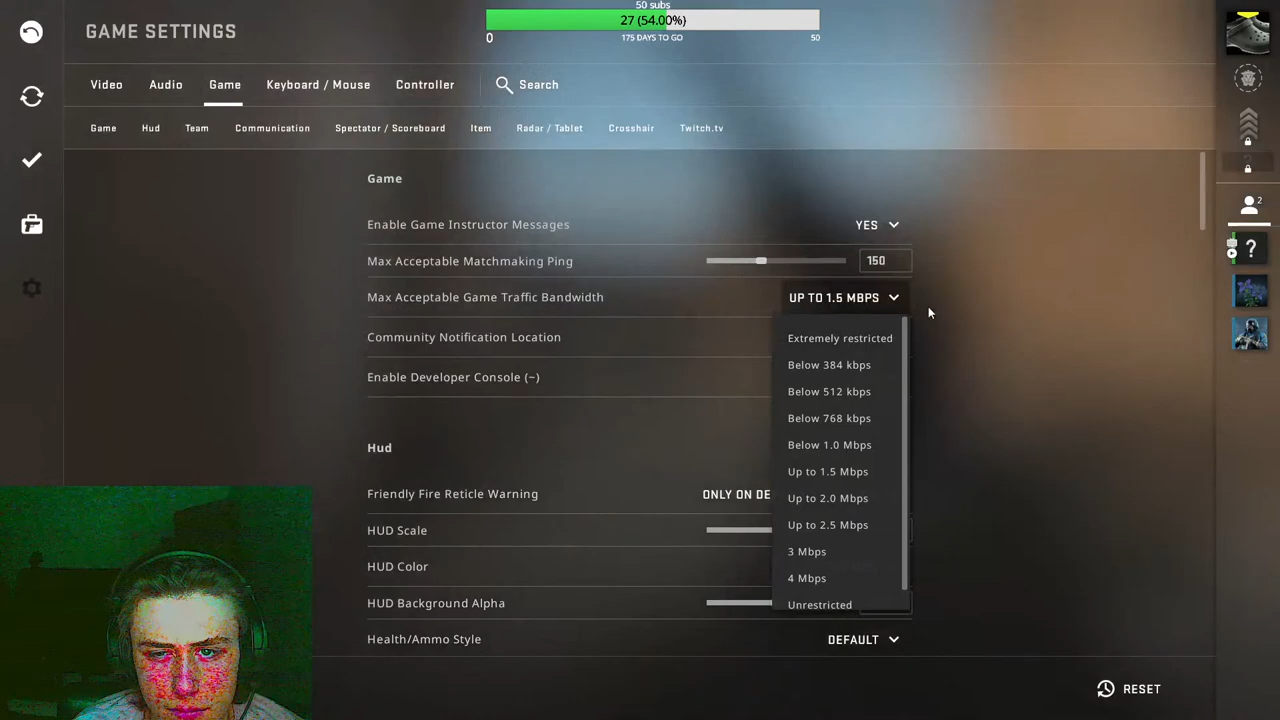 50 subs
27 (54.00%)
0 175 DAYS TO GO 50
GAME SETTINGS
Video Audio Game Keyboard / Mouse Controller Search
Game Hud Team Communication Spectator / Scoreboard Item Radar / Tablet Crosshair Twitch.tv
2
?
Game
Enable Game Instructor Messages YES
Max Acceptable Matchmaking Ping 150
Max Acceptable Game Traffic Bandwidth UP TO 1.5 MBPS
Community Notification Location
Enable Developer Console (~)
Extremely restricted
Below 384 kbps
Below 512 kbps
Below 768 kbps
Below 1.0 Mbps
Up to 1.5 Mbps
Up to 2.0 Mbps
Up to 2.5 Mbps
3 Mbps
4 Mbps
Unrestricted
Hud
Friendly Fire Reticle Warning ONLY ON DE
HUD Scale
HUD Color
HUD Background Alpha
Health/Ammo Style DEFAULT
RESET